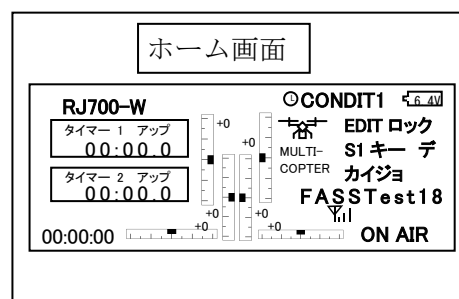 ホーム画面
RJ700-W
CONDIT1
6.4V
タイマー 1 アップ
00:00.0
+0
+0
MULTI-
COPTER
EDIT ロック
S1 キー デ
カイジョ
タイマー 2 アップ
00:00.0
FASSTest18
+0
+0
+0
+0
00:00:00
ON AIR